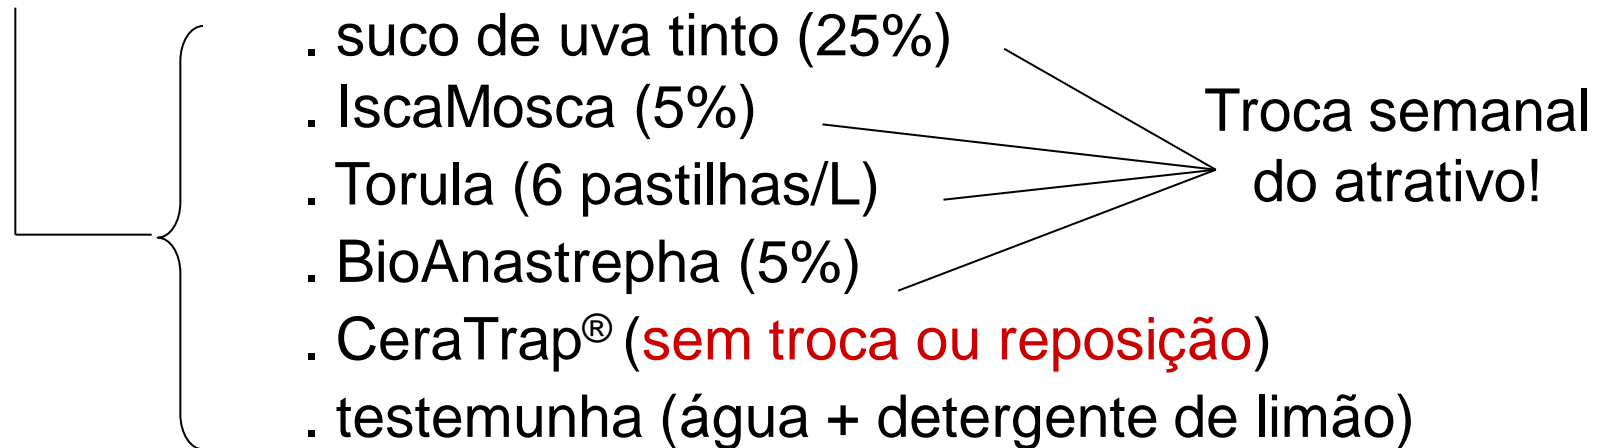 . suco de uva tinto (25%)
. IscaMosca (5%)
. Torula (6 pastilhas/L)
. BioAnastrepha (5%)
. CeraTrap® (sem troca ou reposição)
. testemunha (água + detergente de limão)
Troca semanal
do atrativo!